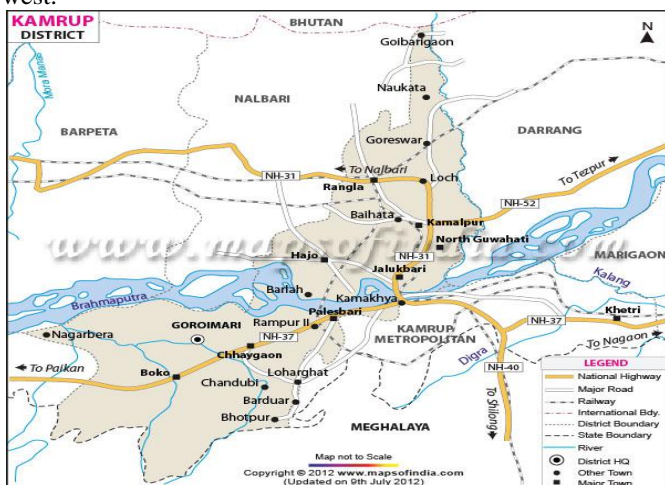 west.
KAMRUP
DISTRICT
BHUTAN
N
Goibarigaon
Mora Manas
Naukata
NALBARI
BARPETA
Goreswar
DARRANG
To Nalbari
To Tezpur
NH-31
Rangla
Loch
NH-52
Baihata
Kamalpur
www.mapsofindia.com
North Guwahati
MARIGAON
Hajo
NH-31
Jalukbari
Kalang
Barlah
Brahmaputra
Kamakhya
Palesbari
Khetri
GOROIMARI
Rampur II
KAMRUP
METROPOLITAN
NH-37
Nagarbera
NH-37
To Nagaon
Chhaygaon
Digra
To Paikan
Boko
Loharghat
NH-40
Chandubi
Barduar
To Shilong
Bhotpur
MEGHALAYA
LEGEND
National Highway
Major Road
Railway
International Bdy.
District Boundary
State Boundary
River
District HQ
Other Town
Major Town
Map not to Scale
Copyright © 2012 www.mapsofindia.com
(Updated on 9th July 2012)